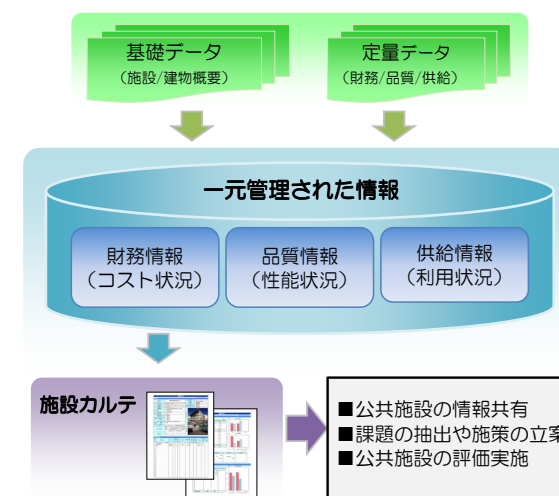 基礎データ
（施設/建物概要）
定量データ
（財務/品質/供給）
一元管理された情報
財務情報
（コスト状況）
品質情報
（性能状況）
供給情報
（利用状況）
施設カルテ
■公共施設の情報共有
■課題の抽出や施策の立案
■公共施設の評価実施